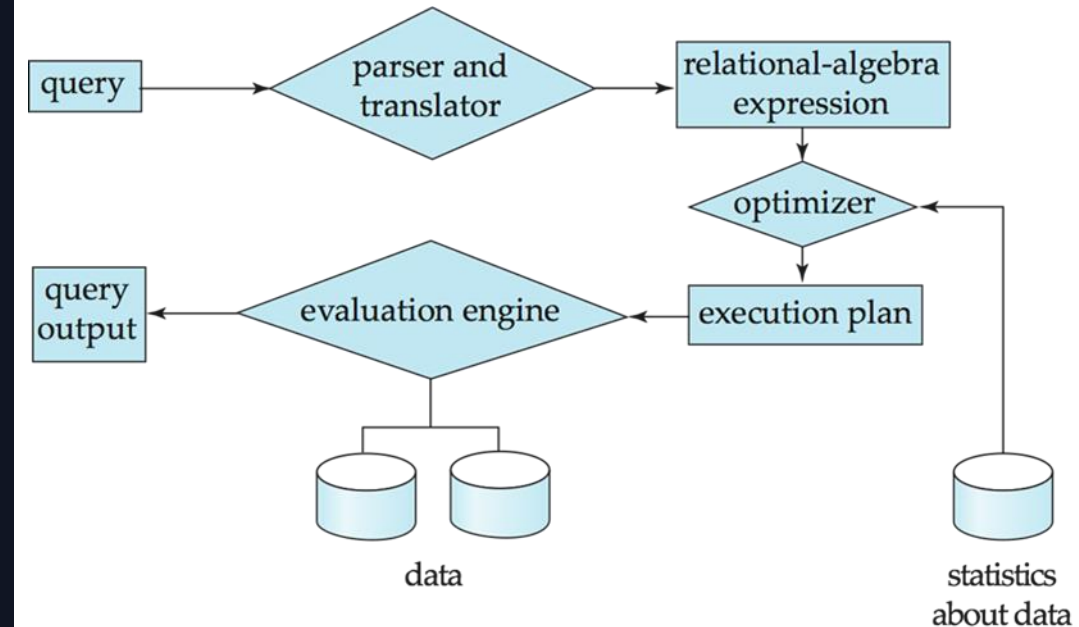 query
parser and
translator
relational-algebra
expression
optimizer
query
output
evaluation engine
execution plan
data
statistics
about data